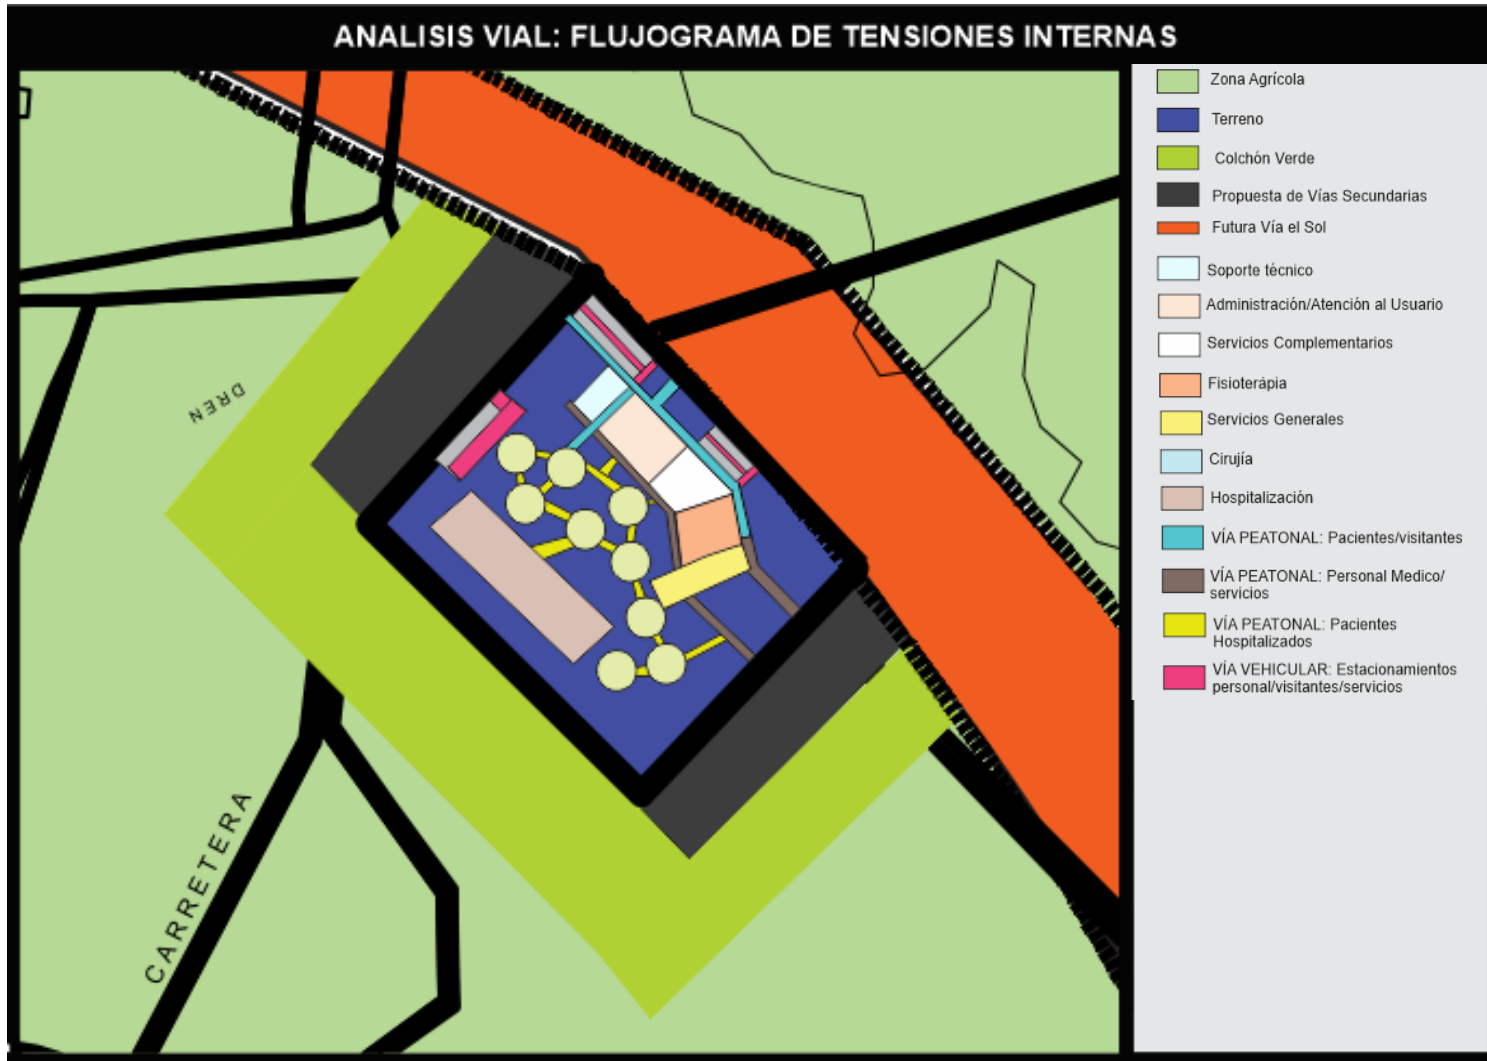 ANALISIS VIAL: FLUJOGRAMA DE TENSIONES INTERNAS
Zona Agrícola
Terreno
Colchón Verde
Propuesta de Vías Secundarias
Futura Vía el Sol
Soporte técnico
Administración/Atención al Usuario
Servicios Complementarios
Fisioterápia
Servicios Generales
Cirujía
Hospitalización
VÍA PEATONAL: Pacientes/visitantes
VÍA PEATONAL: Personal Medico/
servicios
VÍA PEATONAL: Pacientes
Hospitalizados
VÍA VEHICULAR: Estacionamientos
personal/visitantes/servicios
DREN
CARRETERA